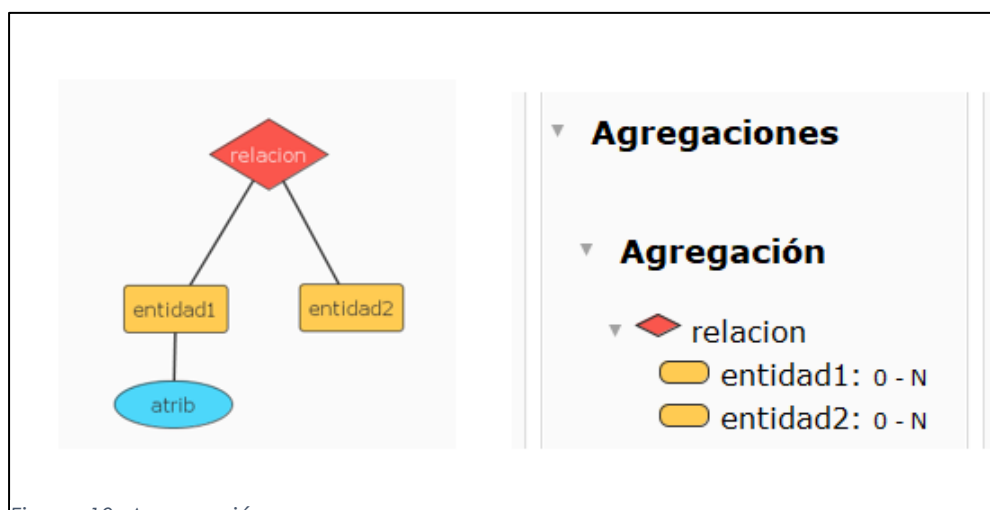 relacion
entidad1
entidad2
atrib
Agregaciones
Agregación
relacion
entidad1: 0 - N
entidad2: 0 - N